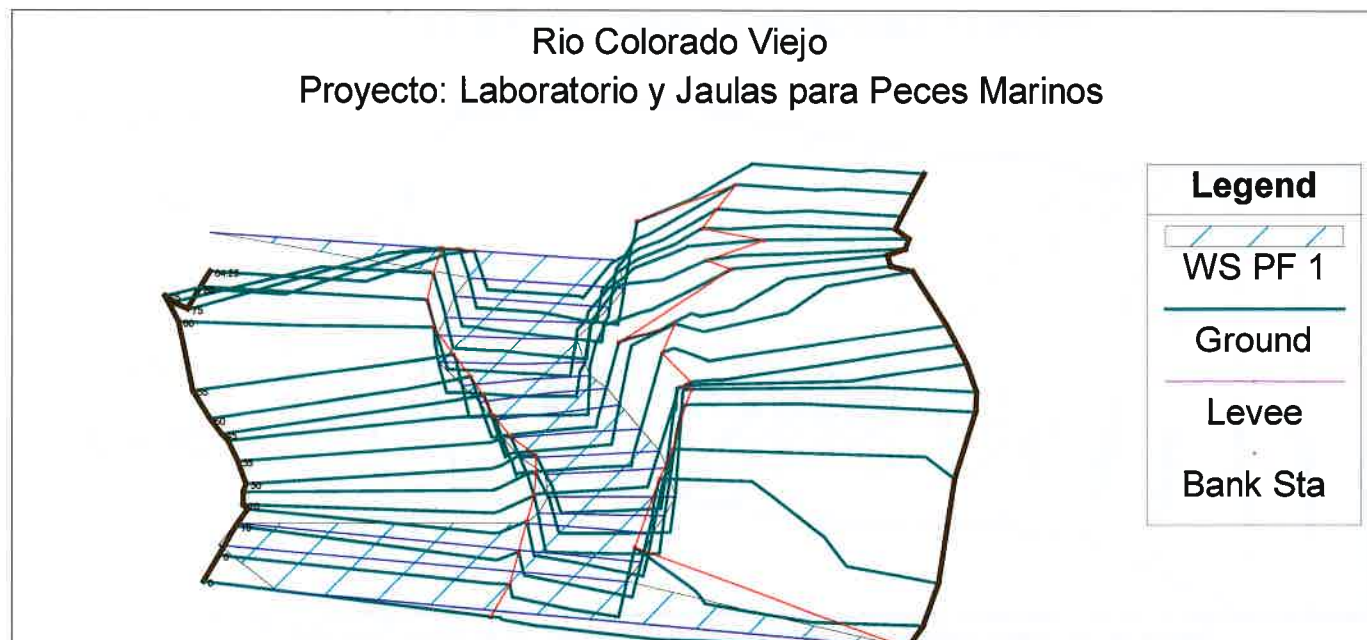 Rio Colorado Viejo
Proyecto: Laboratorio y Jaulas para Peces Marinos
Legend
WS PF 1
Ground
Levee
Bank Sta